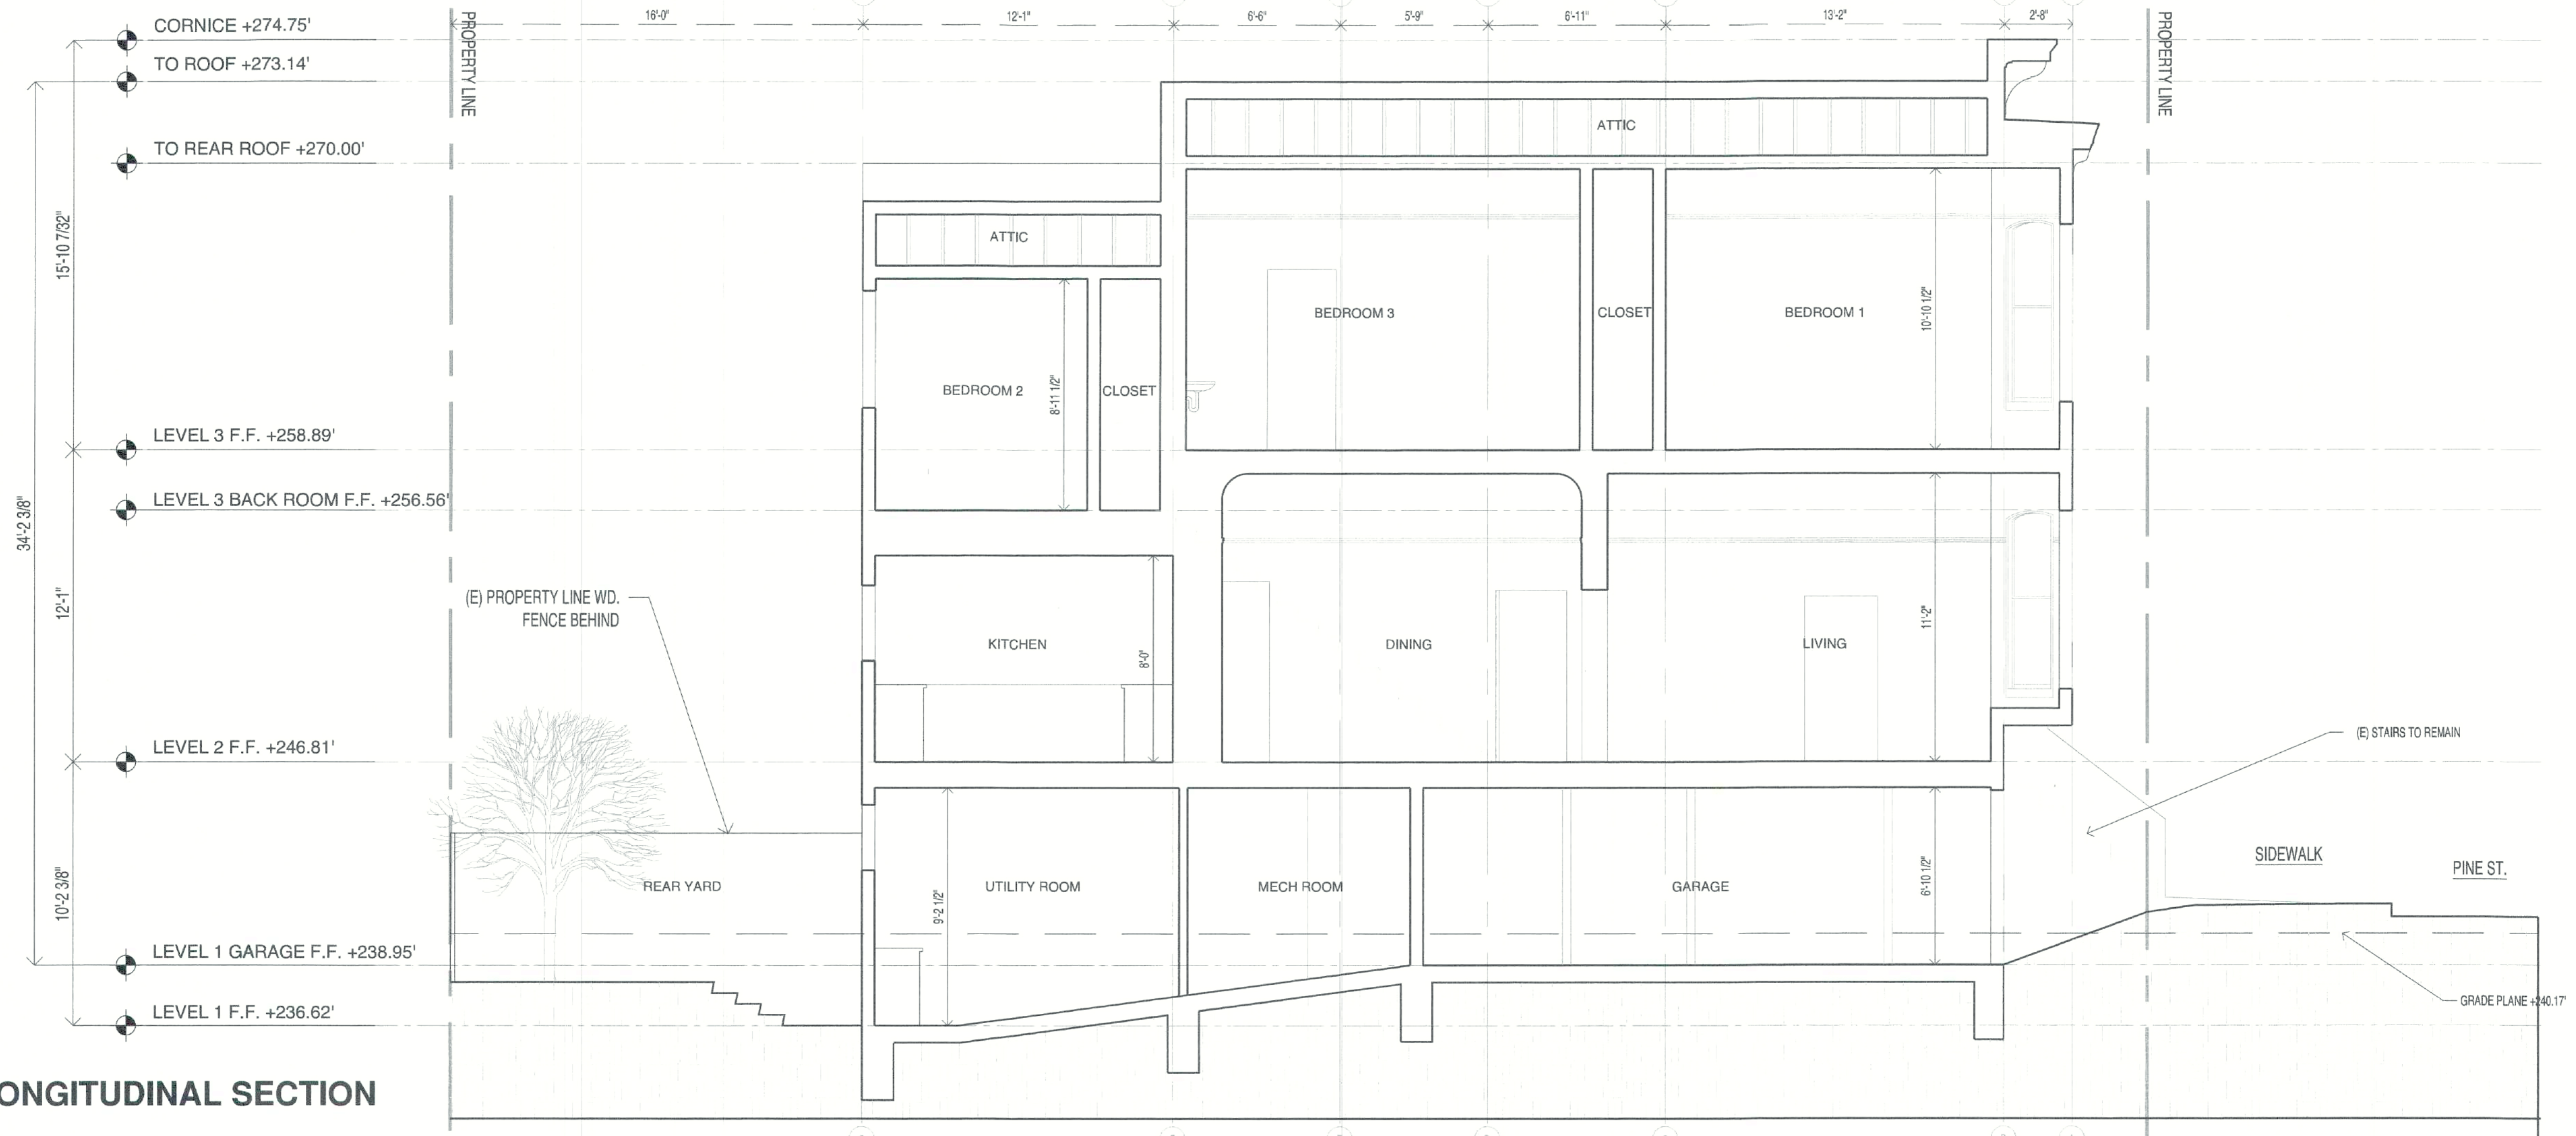 CORNICE +274.75'
TO ROOF +273.14'
TO REAR ROOF +270.00'
LEVEL 3 F.F. +258.89'
LEVEL 3 BACK ROOM F.F. +256.56'
LEVEL 2 F.F. +246.81'
LEVEL 1 GARAGE F.F. +238.95'
LEVEL 1 F.F. +236.62'
15'-10 7/32"
34'-2 3/8"
12'-1"
10'-2 3/8"
PROPERTY LINE
16'-0"
12'-1"
6'-6"
5'-9"
6'-11"
13'-2"
2'-8"
PROPERTY LINE
ATTIC
ATTIC
BEDROOM 2
8'-11 1/2"
CLOSET
BEDROOM 3
CLOSET
BEDROOM 1
10'-10 1/2"
(E) PROPERTY LINE WD.
FENCE BEHIND
KITCHEN
8'-0"
DINING
LIVING
11'-2"
(E) STAIRS TO REMAIN
REAR YARD
9'-2 1/2"
UTILITY ROOM
MECH ROOM
GARAGE
6'-10 1/2"
SIDEWALK
PINE ST.
GRADE PLANE +240.17'
ONGITUDINAL SECTION